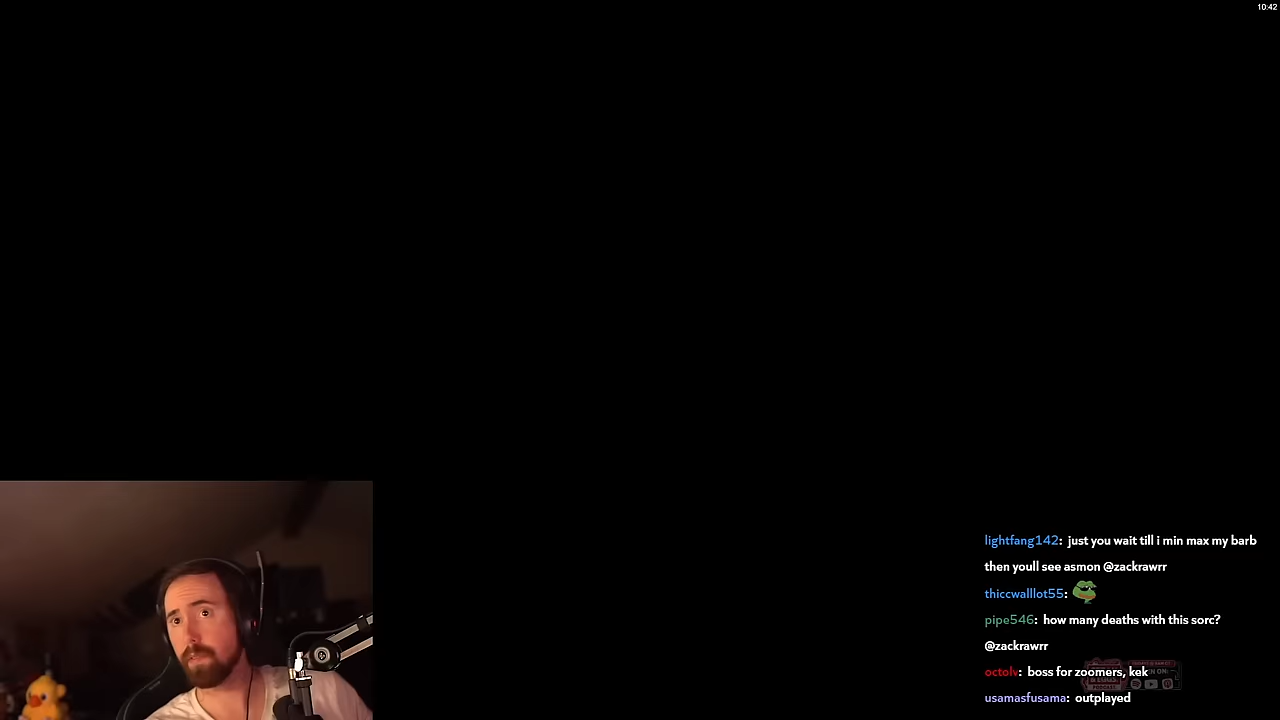 10:42
lightfang142: just you wait till i min max my barb
then youll see asmon @zackrawrr
thiccwalllot55:
pipe546: how many deaths with this sorc?
@zackrawrr
octolv: boss for zoomers, kek
usamasfusama: outplayed